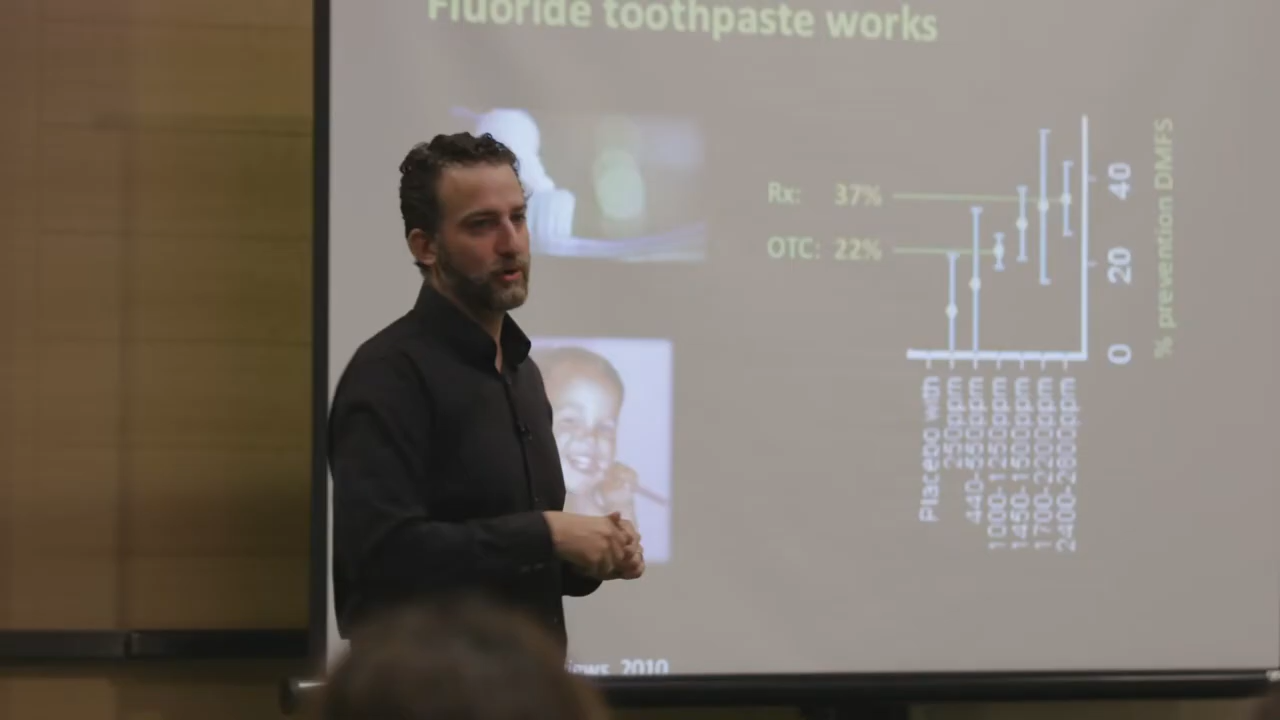 Fluoride toothpaste works
Rx: 37%
OTC: 22%
40
20
0
% prevention DMFS
Placebo with
250ppm
440-550ppm
1000-1250ppm
1450-1500ppm
1700-2200ppm
2400-2800ppm
2010